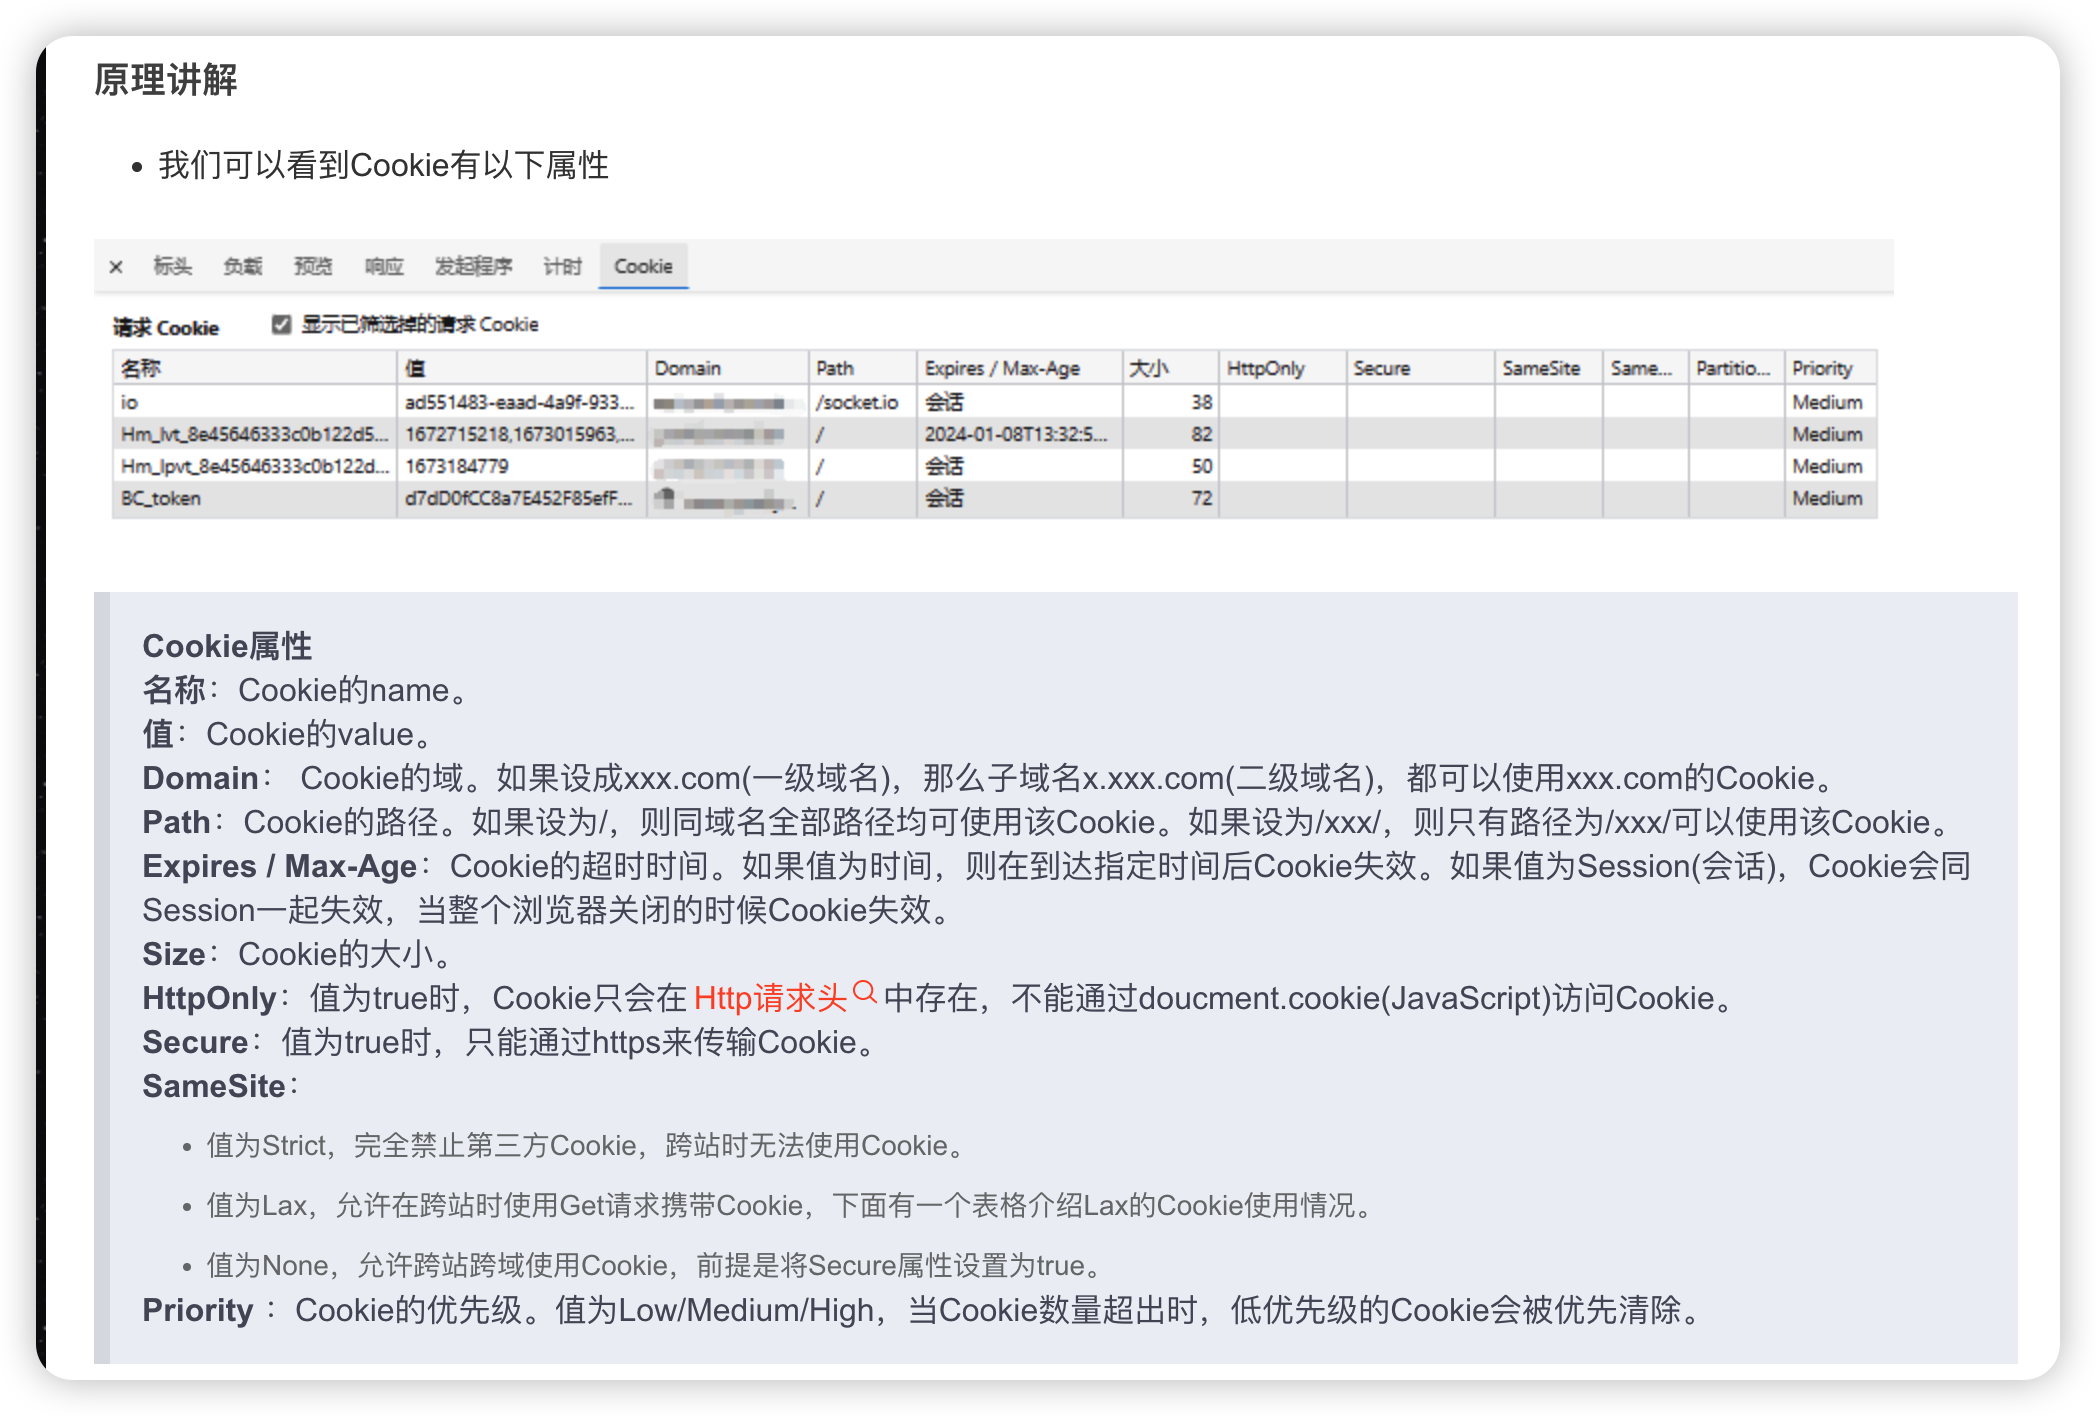 原理讲解
• 我们可以看到Cookie有以下属性
× 标头 负载 预览 响应 发起程序 计时 Cookie
请求 Cookie 显示已筛选掉的请求 Cookie
名称 值 Domain Path Expires / Max-Age 大小 HttpOnly Secure SameSite Same... Partitio... Priority
io ad551483-eaad-4a9f-933... /socket.io 会话 38 Medium
Hm_lvt_8e45646333c0b122d5... 1672715218,1673015963,... / 2024-01-08T13:32:5... 82 Medium
Hm_lpvt_8e45646333c0b122d... 1673184779 / 会话 50 Medium
BC_token d7dD0fCC8a7E452F85efF... / 会话 72 Medium
Cookie属性
名称：Cookie的name。
值：Cookie的value。
Domain： Cookie的域。如果设成xxx.com(一级域名)，那么子域名x.xxx.com(二级域名)，都可以使用xxx.com的Cookie。
Path：Cookie的路径。如果设为/，则同域名全部路径均可使用该Cookie。如果设为/xxx/，则只有路径为/xxx/可以使用该Cookie。
Expires / Max-Age：Cookie的超时时间。如果值为时间，则在到达指定时间后Cookie失效。如果值为Session(会话)，Cookie会同
Session一起失效，当整个浏览器关闭的时候Cookie失效。
Size：Cookie的大小。
HttpOnly：值为true时，Cookie只会在 Http请求头 中存在，不能通过doucment.cookie(JavaScript)访问Cookie。
Secure：值为true时，只能通过https来传输Cookie。
SameSite：
• 值为Strict，完全禁止第三方Cookie，跨站时无法使用Cookie。
• 值为Lax，允许在跨站时使用Get请求携带Cookie，下面有一个表格介绍Lax的Cookie使用情况。
• 值为None，允许跨站跨域使用Cookie，前提是将Secure属性设置为true。
Priority ：Cookie的优先级。值为Low/Medium/High，当Cookie数量超出时，低优先级的Cookie会被优先清除。